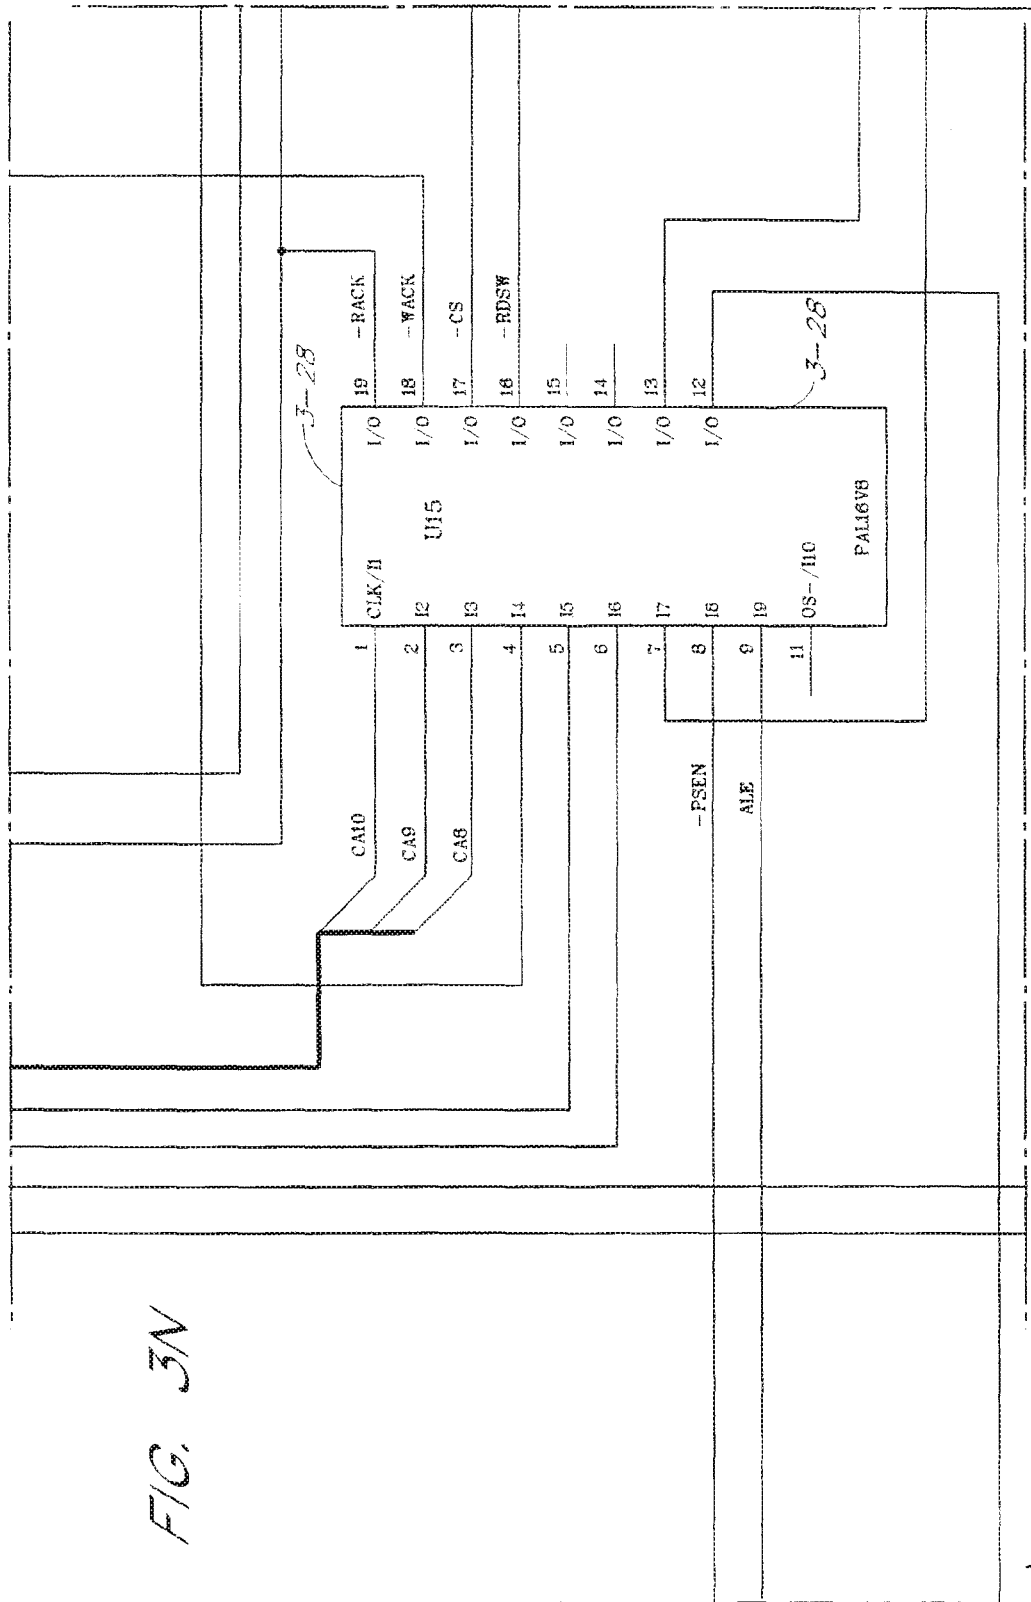 FIG. 3N
3-28
U15
CA10
1
CLK/I1
CA9
2
I2
CA8
3
I3
4
I4
5
I5
6
I6
7
I7
-PSEN
8
I8
ALE
9
I9
11
OS-/I10
I/O
19
-RACK
I/O
18
-WACK
I/O
17
-CS
I/O
16
-RDSW
I/O
15
I/O
14
I/O
13
I/O
12
PAL16V8
3-28